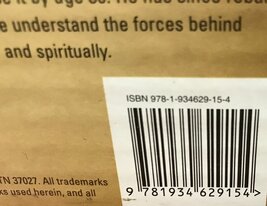 e understand the forces behind
and spiritually.
ISBN 978-1-934629-15-4
TN 37027. All trademarks
ks used herein, and all
9 781934 629154 >